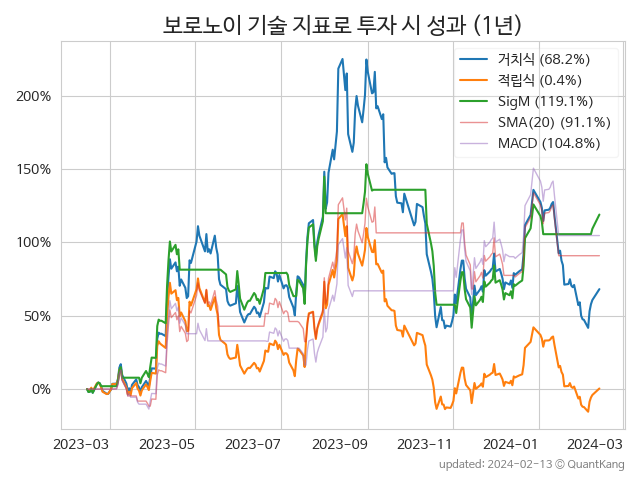 보로노이 기술 지표로 투자 시 성과 (1년)
거치식 (68.2%)
적립식 (0.4%)
SigM (119.1%)
SMA(20) (91.1%)
MACD (104.8%)
200%
150%
100%
50%
0%
2023-03 2023-05 2023-07 2023-09 2023-11 2024-01 2024-03
updated: 2024-02-13 ⓒ QuantKang